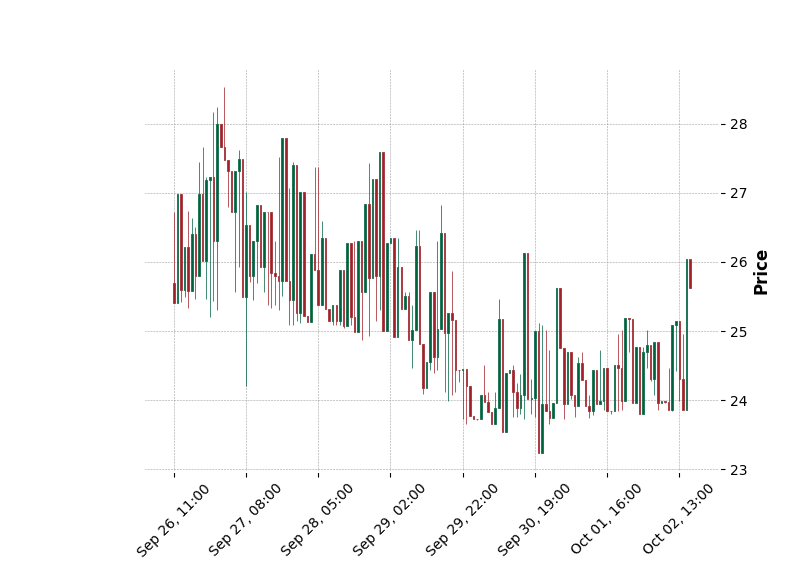 28
27
26
25
24
23
Price
Sep 26, 11:00
Sep 27, 08:00
Sep 28, 05:00
Sep 29, 02:00
Sep 29, 22:00
Sep 30, 19:00
Oct 01, 16:00
Oct 02, 13:00